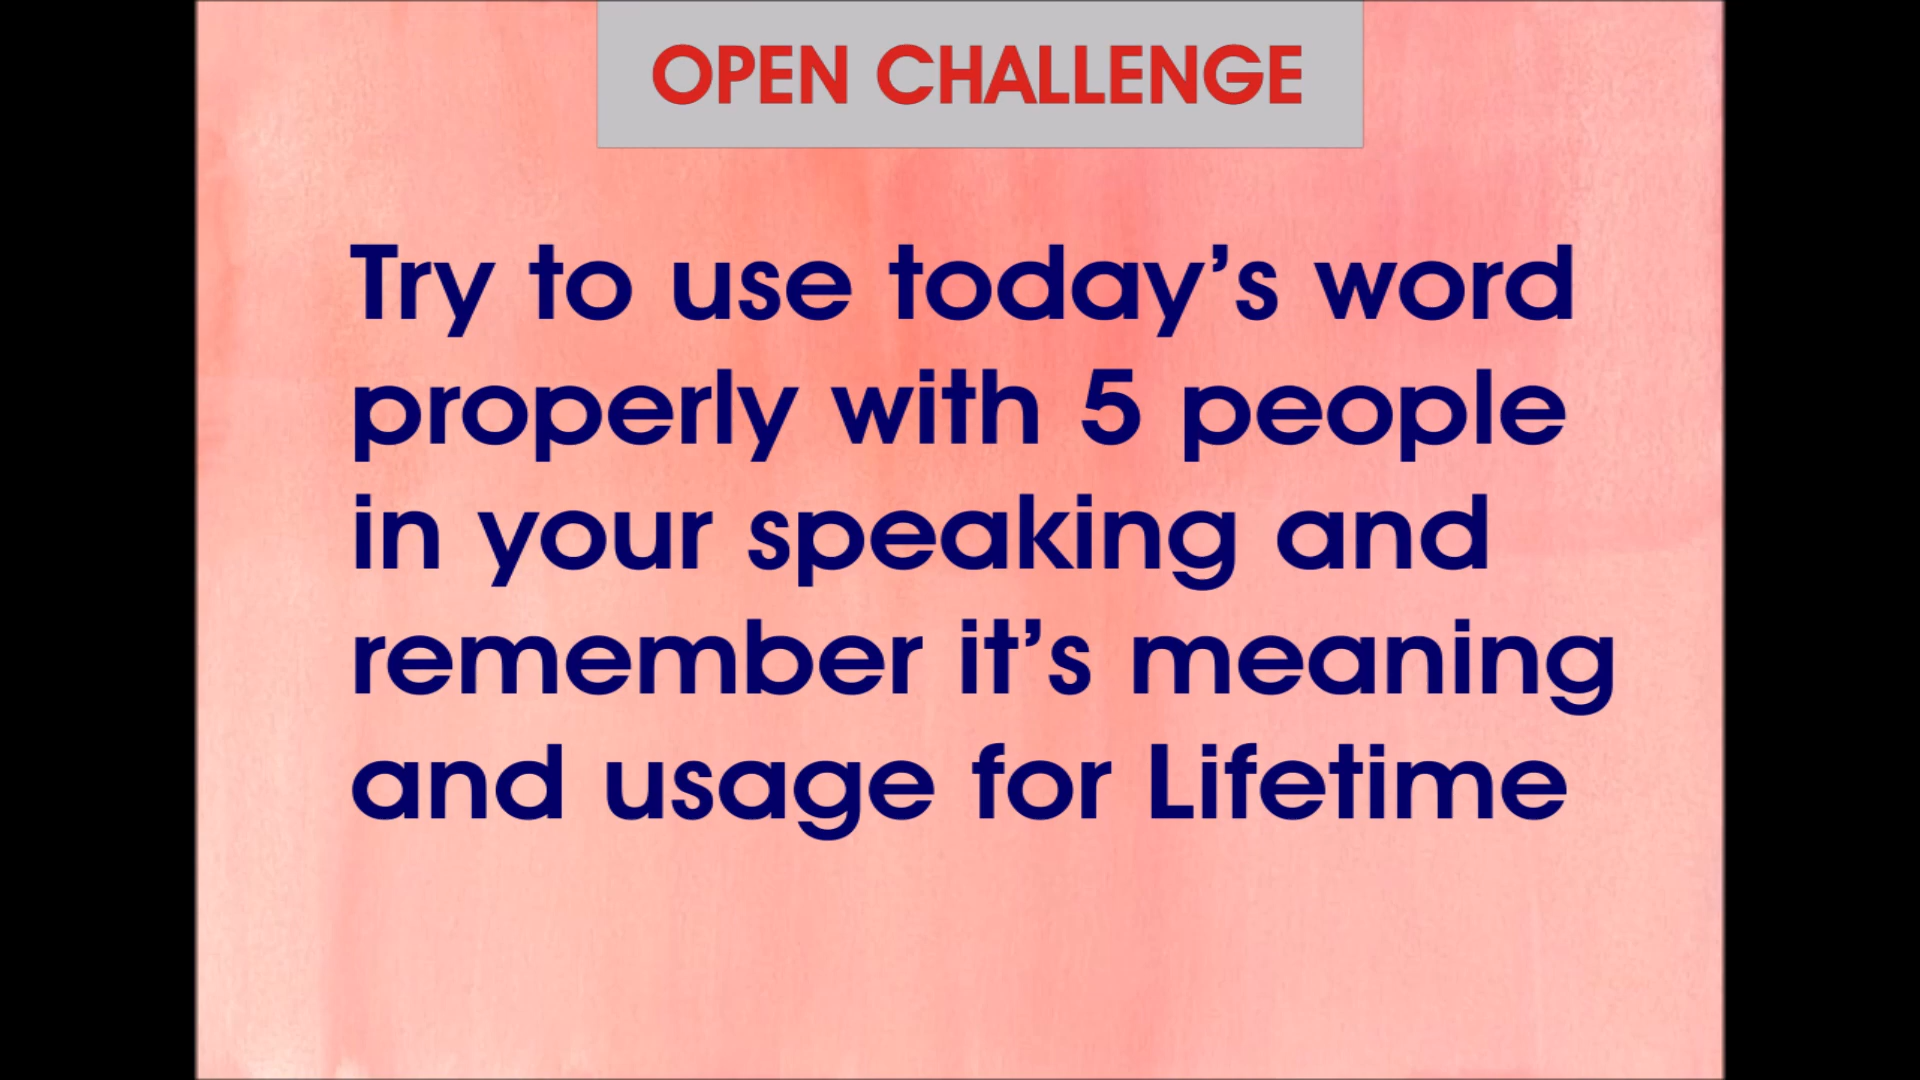 OPEN CHALLENGE
Try to use today’s word
properly with 5 people
in your speaking and
remember it’s meaning
and usage for Lifetime